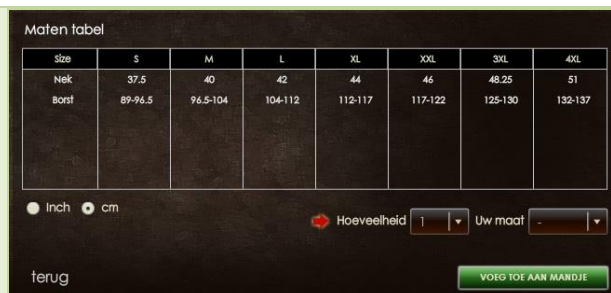 Maten tabel
Size S M L XL XXL 3XL 4XL
Nek 37.5 40 42 44 46 48.25 51
Borst 89-96.5 96.5-104 104-112 112-117 117-122 125-130 132-137
Inch cm
Hoeveelheid 1 Uw maat -
terug VOEG TOE AAN MANDJE